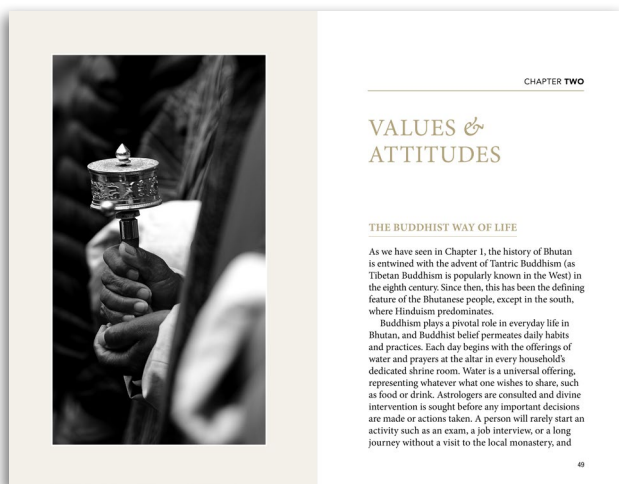 CHAPTER TWO
VALUES &
ATTITUDES
THE BUDDHIST WAY OF LIFE
As we have seen in Chapter 1, the history of Bhutan
is entwined with the advent of Tantric Buddhism (as
Tibetan Buddhism is popularly known in the West) in
the eighth century. Since then, this has been the defining
feature of the Bhutanese people, except in the south,
where Hinduism predominates.
Buddhism plays a pivotal role in everyday life in
Bhutan, and Buddhist belief permeates daily habits
and practices. Each day begins with the offerings of
water and prayers at the altar in every household’s
dedicated shrine room. Water is a universal offering,
representing whatever what one wishes to share, such
as food or drink. Astrologers are consulted and divine
intervention is sought before any important decisions
are made or actions taken. A person will rarely start an
activity such as an exam, a job interview, or a long
journey without a visit to the local monastery, and
49